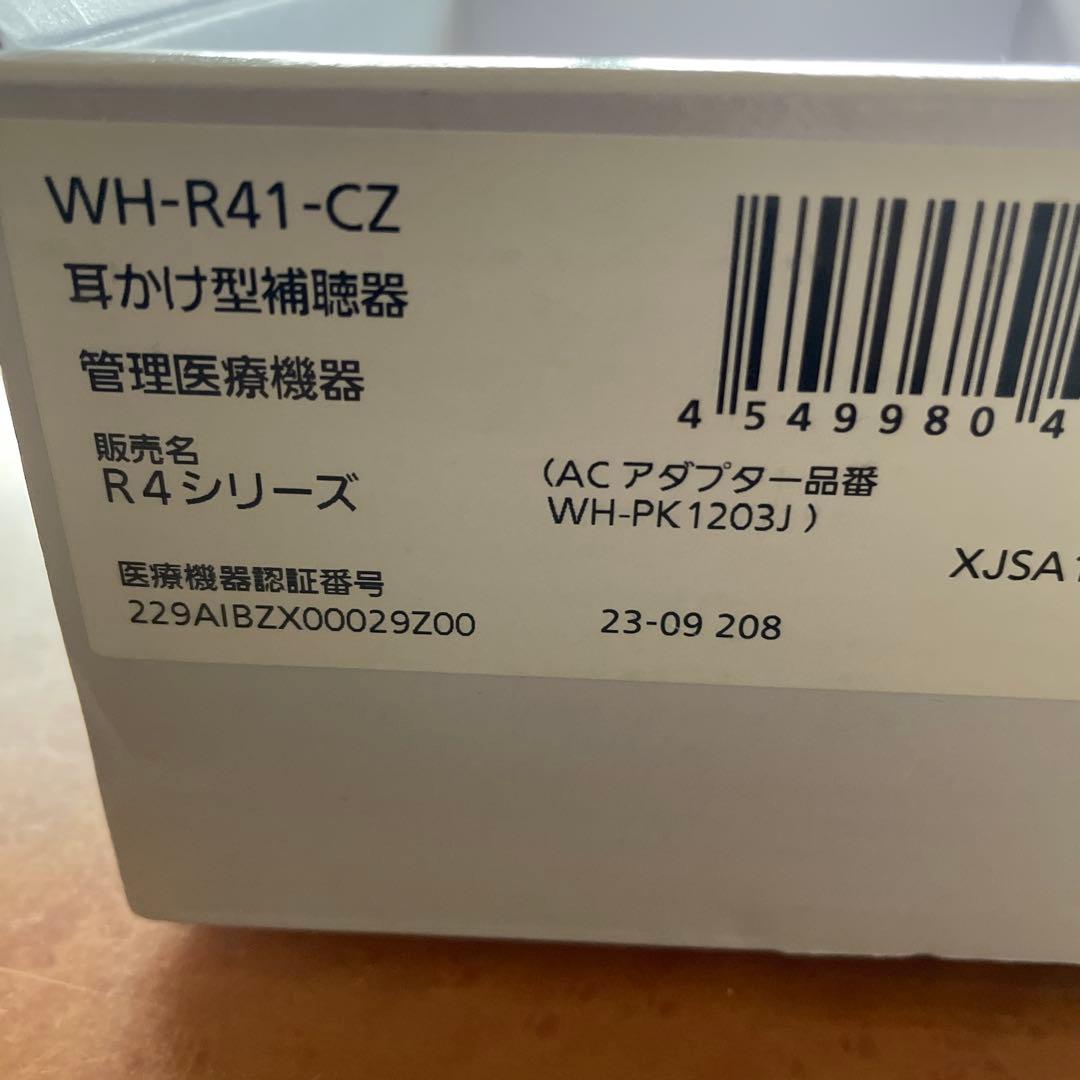 WH-R41-CZ
耳かけ型補聴器
管理医療機器
販売名
R4シリーズ
医療機器認証番号
229AIBZX00029Z00
4 549980 4
（ACアダプター品番
WH-PK1203J）
XJSA1
23-09 208